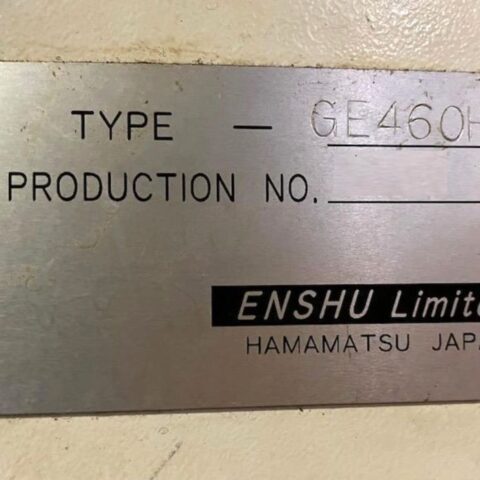 TYPE — GE460H
PRODUCTION NO.
ENSHU Limite
HAMAMATSU JAPA